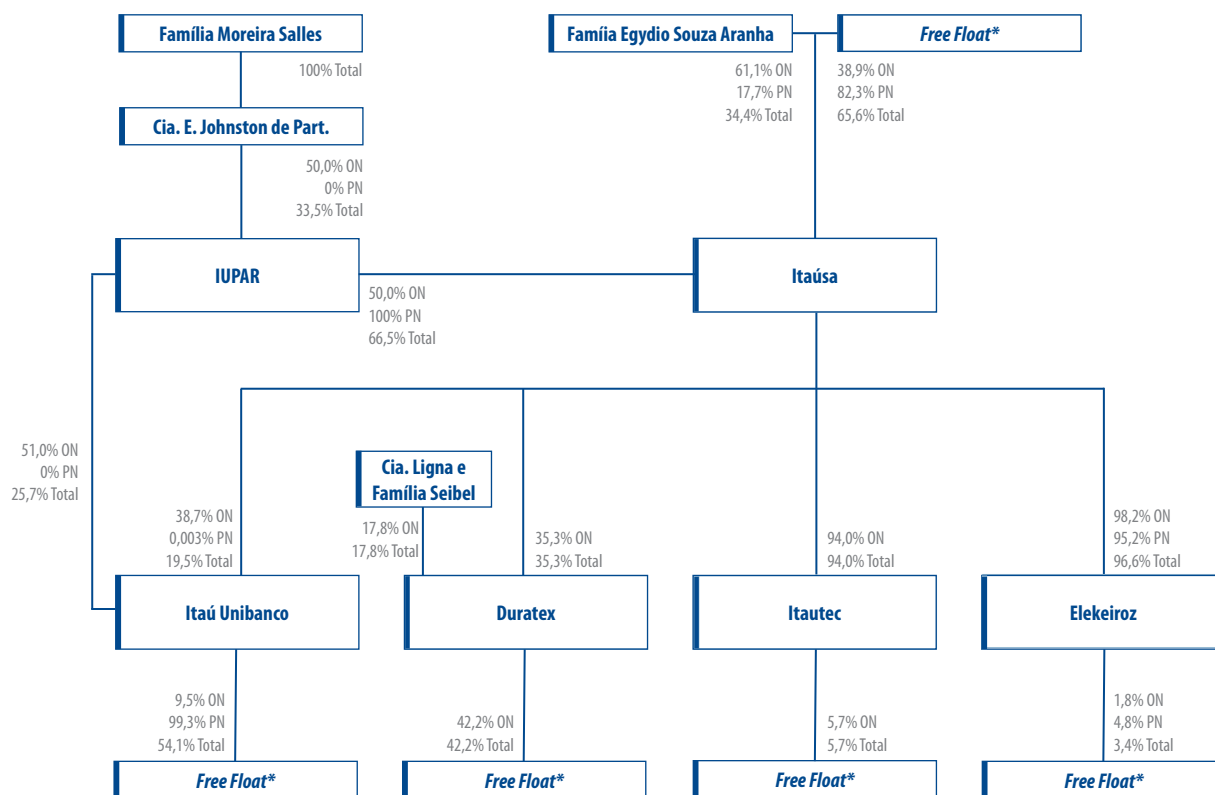 Família Moreira Salles
Famíia Egydio Souza Aranha
Free Float*
100% Total
61,1% ON
17,7% PN
34,4% Total
38,9% ON
82,3% PN
65,6% Total
Cia. E. Johnston de Part.
50,0% ON
0% PN
33,5% Total
IUPAR
Itaúsa
50,0% ON
100% PN
66,5% Total
51,0% ON
0% PN
25,7% Total
Cia. Ligna e
Família Seibel
38,7% ON
0,003% PN
19,5% Total
17,8% ON
17,8% Total
35,3% ON
35,3% Total
94,0% ON
94,0% Total
98,2% ON
95,2% PN
96,6% Total
Itaú Unibanco
Duratex
Itautec
Elekeiroz
9,5% ON
99,3% PN
54,1% Total
42,2% ON
42,2% Total
5,7% ON
5,7% Total
1,8% ON
4,8% PN
3,4% Total
Free Float*
Free Float*
Free Float*
Free Float*